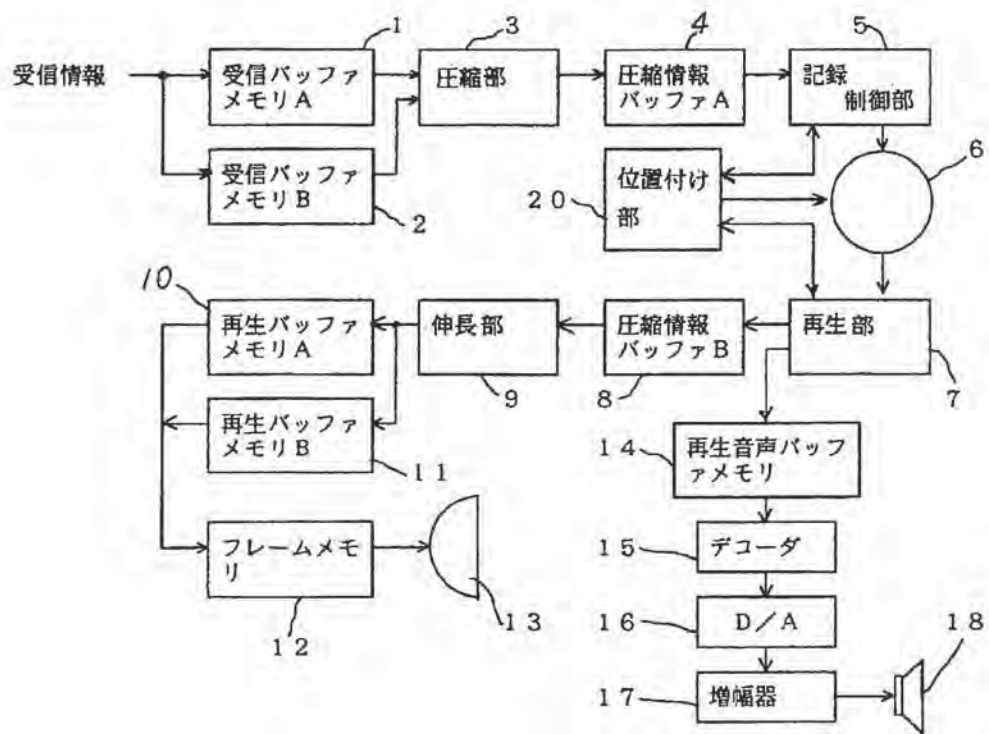 1
3
4
5
受信情報
受信バッファ
メモリA
圧縮部
圧縮情報
バッファA
記録
制御部
受信バッファ
メモリB
2
位置付け
部
20
6
10
再生バッファ
メモリA
伸長部
圧縮情報
バッファB
再生部
9
8
7
再生バッファ
メモリB
11
14
再生音声バッフ
ァメモリ
フレームメモ
リ
12
13
15
デコーダ
16
D/A
17
増幅器
18